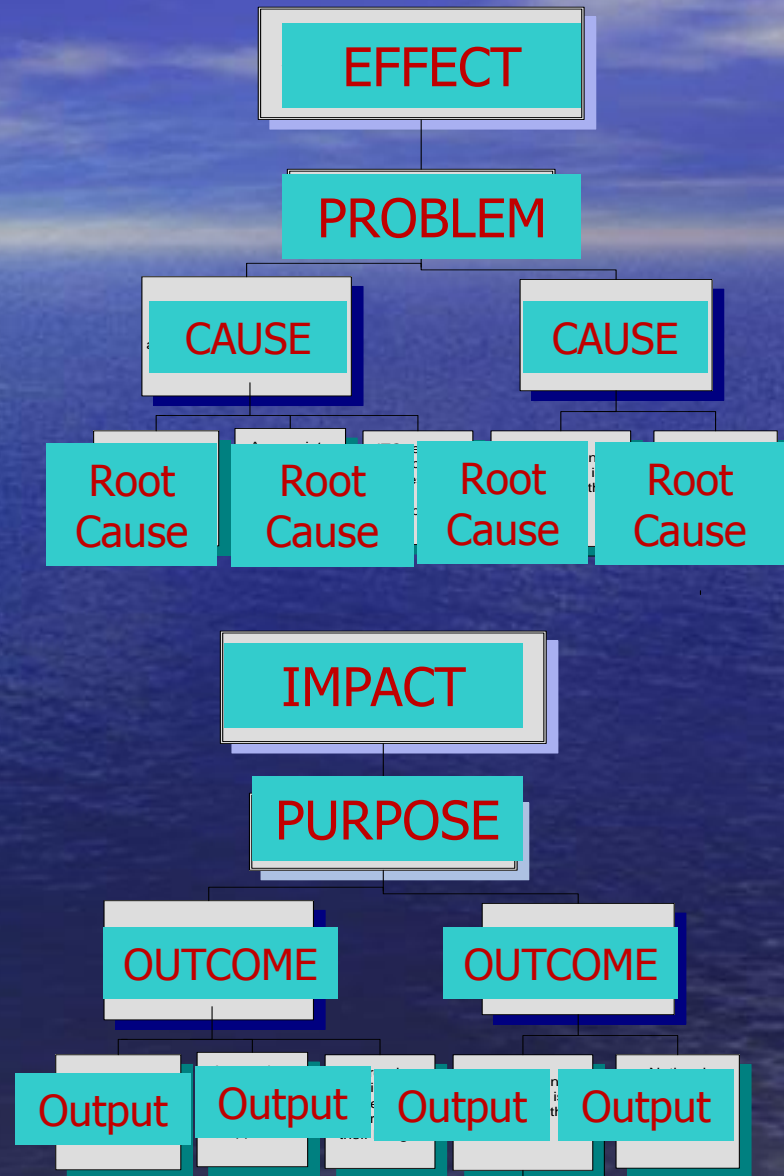 EFFECT
PROBLEM
CAUSE
CAUSE
Root
Cause
Root
Cause
Root
Cause
Root
Cause
IMPACT
PURPOSE
OUTCOME
OUTCOME
Output
Output
Output
Output